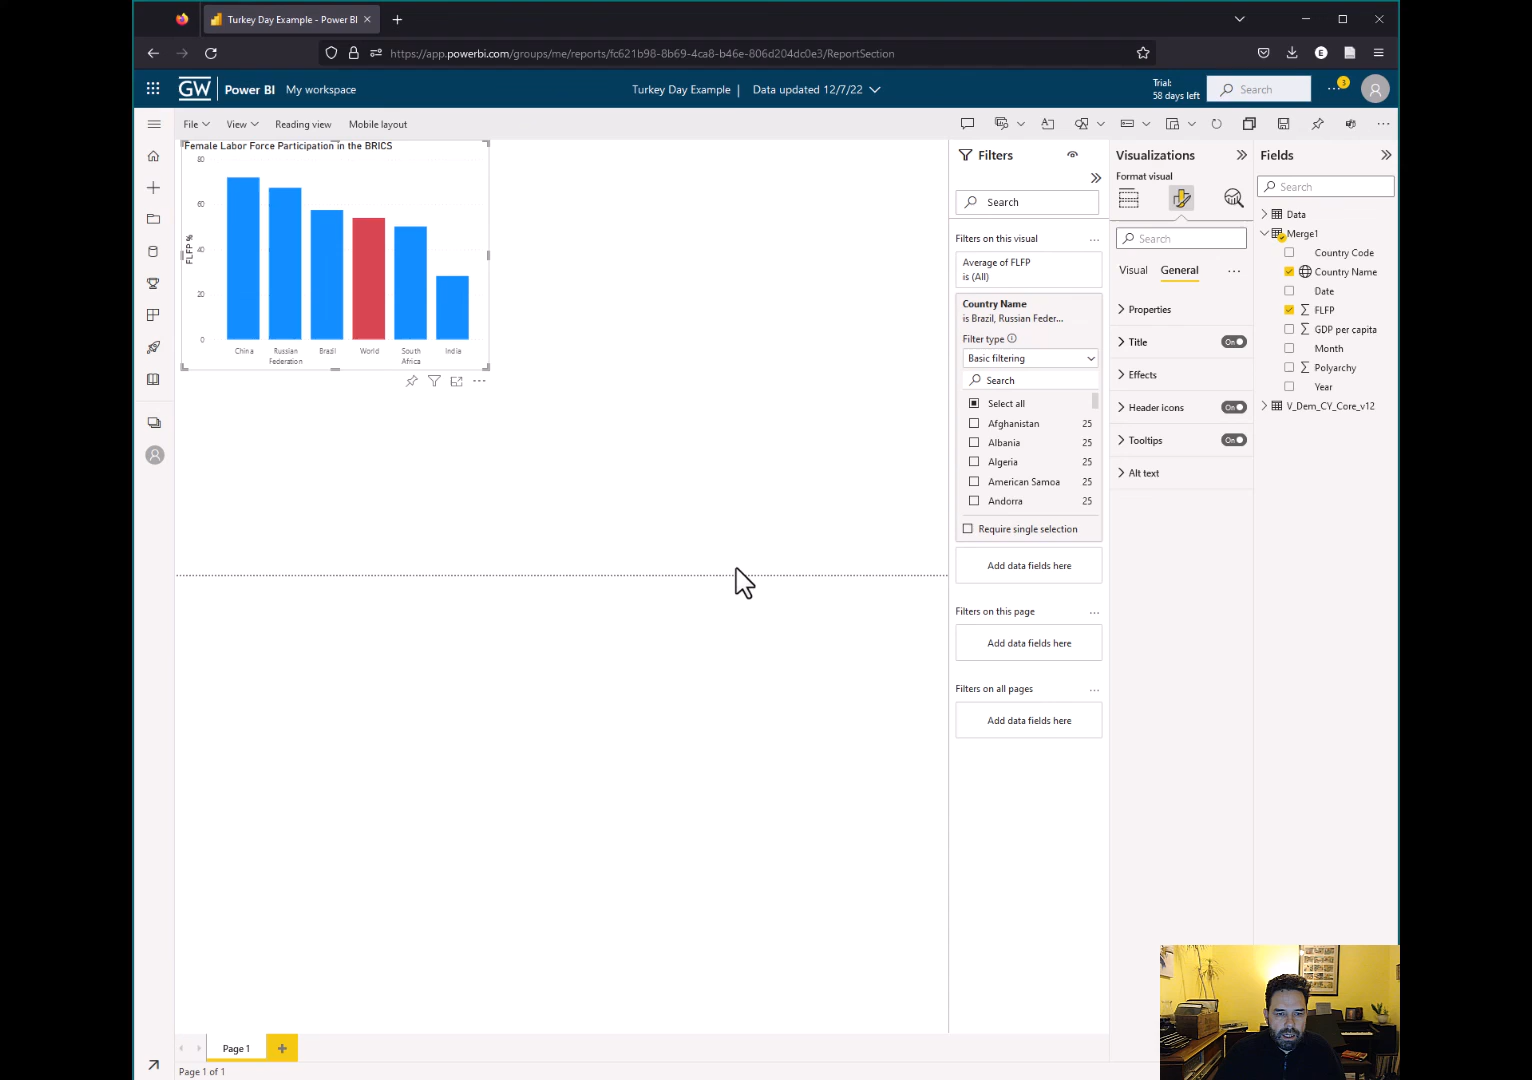 Turkey Day Example - Power BI
https://app.powerbi.com/groups/me/reports/fc621b98-8b69-4ca8-b46e-806d204dc0e3/ReportSection
GW Power BI My workspace
Turkey Day Example | Data updated 12/7/22
Trial:
58 days left
Search
3
File View Reading view Mobile layout
Female Labor Force Participation in the BRICS
80
60
40
20
0
FLFP %
China
Russian
Federation
Brazil
World
South
Africa
India
Filters
Search
Filters on this visual
Average of FLFP
is (All)
Country Name
is Brazil, Russian Feder...
Filter type
Basic filtering
Search
Select all
Afghanistan 25
Albania 25
Algeria 25
American Samoa 25
Andorra 25
Require single selection
Add data fields here
Filters on this page
Add data fields here
Filters on all pages
Add data fields here
Visualizations
Format visual
Search
Visual General
Properties
Title On
Effects
Header icons On
Tooltips On
Alt text
Fields
Search
Data
Merge1
Country Code
Country Name
Date
FLFP
GDP per capita
Month
Polyarchy
Year
V_Dem_CY_Core_v12
Page 1
Page 1 of 1